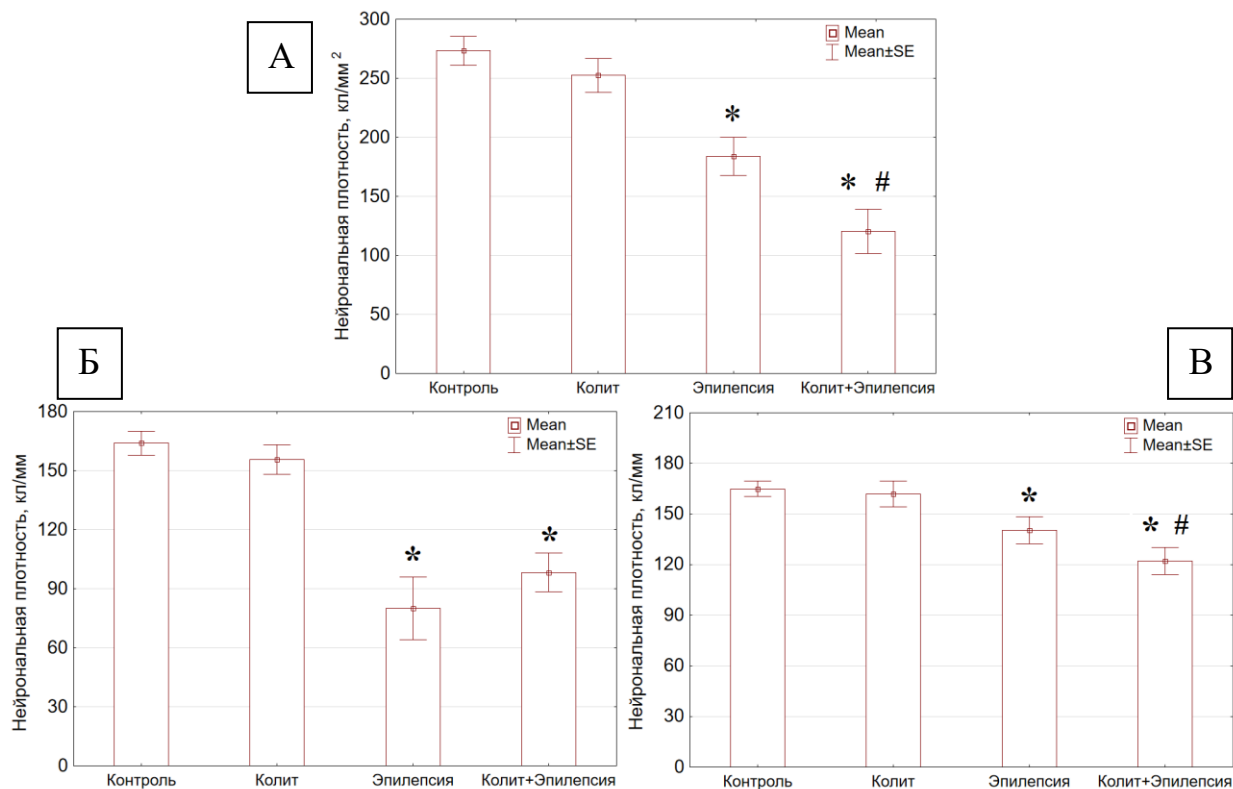 А
Нейрональная плотность, кл/мм 2
300
250
200
150
100
50
0
Mean
Mean±SE
*
* #
Контроль Колит Эпилепсия Колит+Эпилепсия
Б
Нейрональная плотность, кл/мм
180
150
120
90
60
30
0
Mean
Mean±SE
*
*
Контроль Колит Эпилепсия Колит+Эпилепсия
В
Нейрональная плотность, кл/мм
210
180
150
120
90
60
30
0
Mean
Mean±SE
*
* #
Контроль Колит Эпилепсия Колит+Эпилепсия